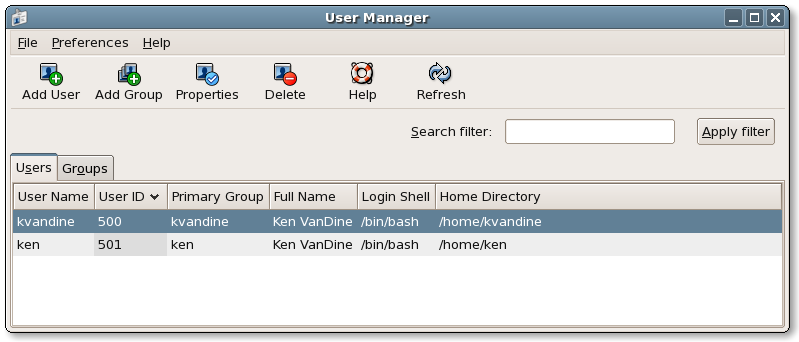 User Manager
File Preferences Help
Add User Add Group Properties Delete Help Refresh
Search filter: Apply filter
Users Groups
User Name User ID Primary Group Full Name Login Shell Home Directory
kvandine 500 kvandine Ken VanDine /bin/bash /home/kvandine
ken 501 ken Ken VanDine /bin/bash /home/ken